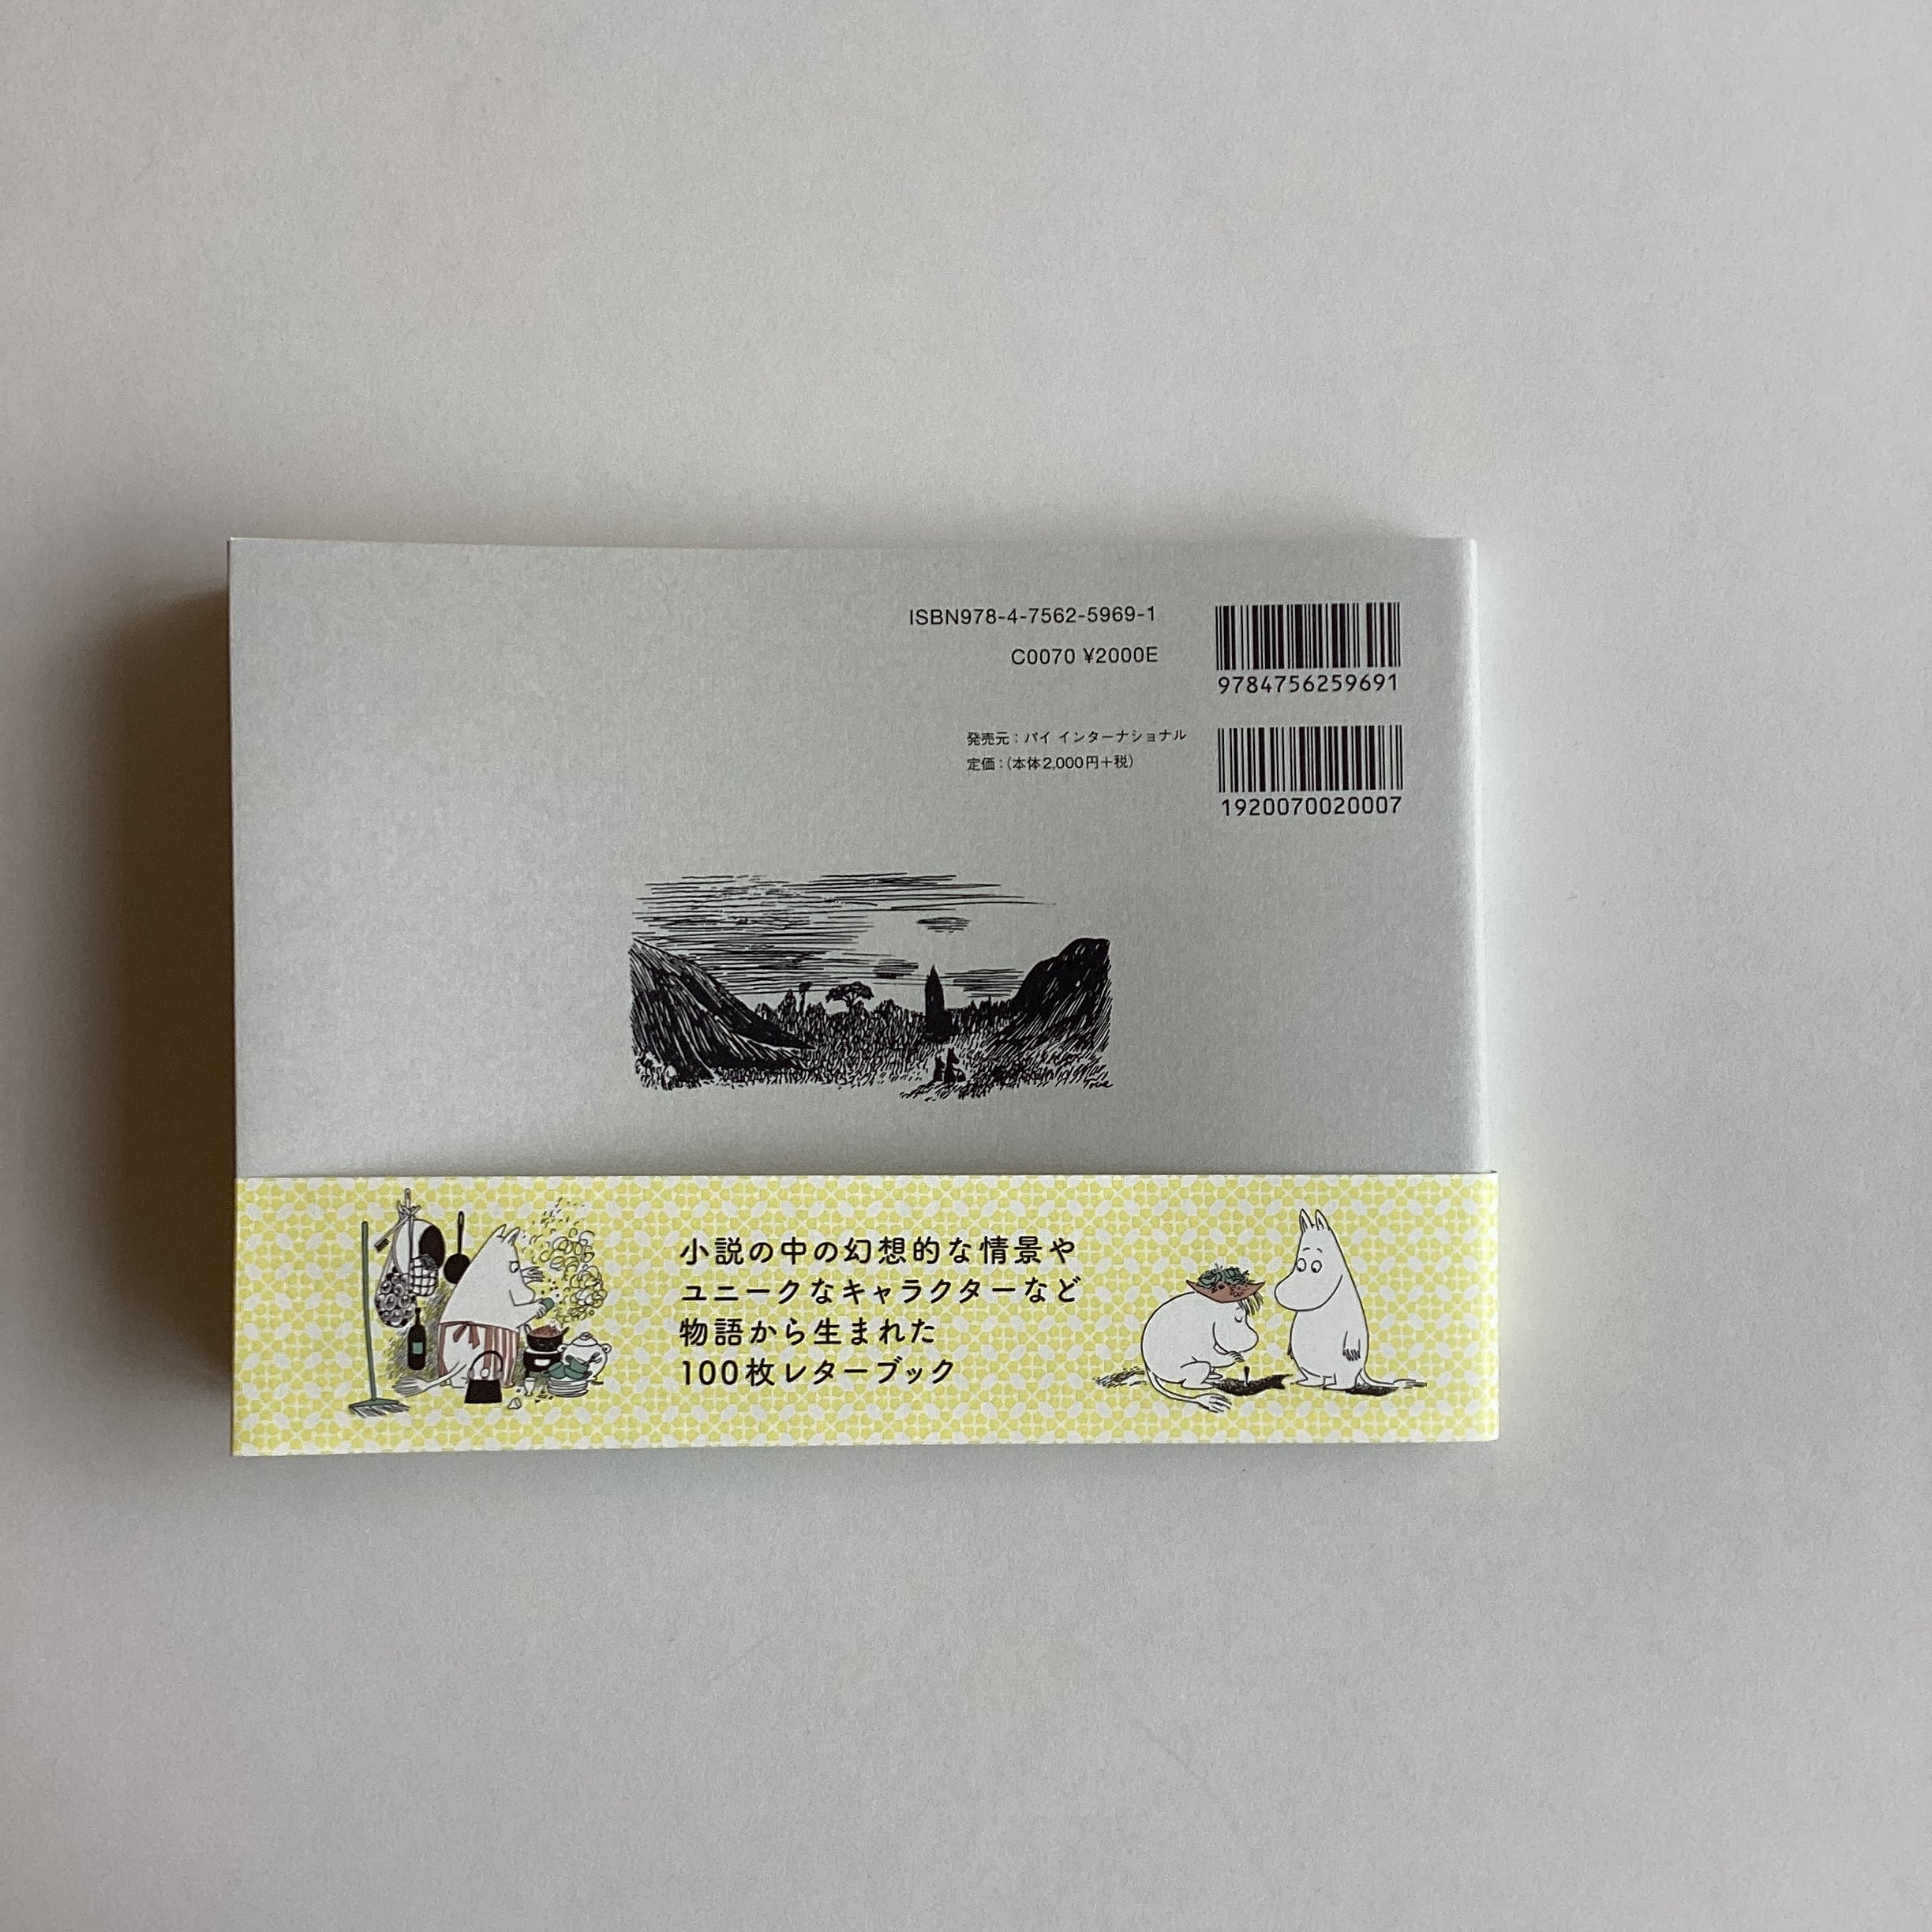 ISBN978-4-7562-5969-1
C0070 ¥2000E
9784756259691
発売元：パイ インターナショナル
定価：（本体2,000円＋税）
1920070020007
Tove
小説の中の幻想的な情景や
ユニークなキャラクターなど
物語から生まれた
100枚レターブック